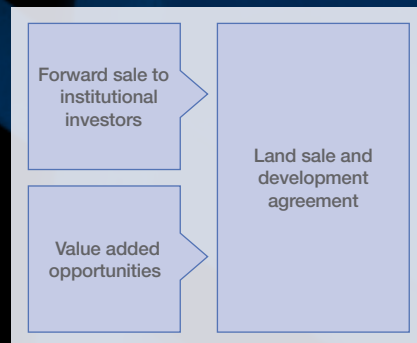 Forward sale to
institutional
investors
Value added
opportunities
Land sale and
development
agreement